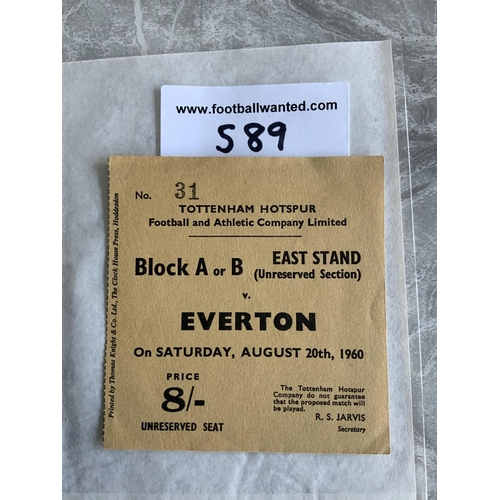 www.footballwanted.com
S89
No. 31
TOTTENHAM HOTSPUR
Football and Athletic Company Limited
Block A or B
EAST STAND
(Unreserved Section)
v.
EVERTON
On SATURDAY, AUGUST 20th, 1960
PRICE
8/-
UNRESERVED SEAT
The Tottenham Hotspur
Company do not guarantee
that the proposed match will
be played.
R. S. JARVIS
Secretary
Printed by Thomas Knight & Co. Ltd., The Clock House Press, Hoddesdon